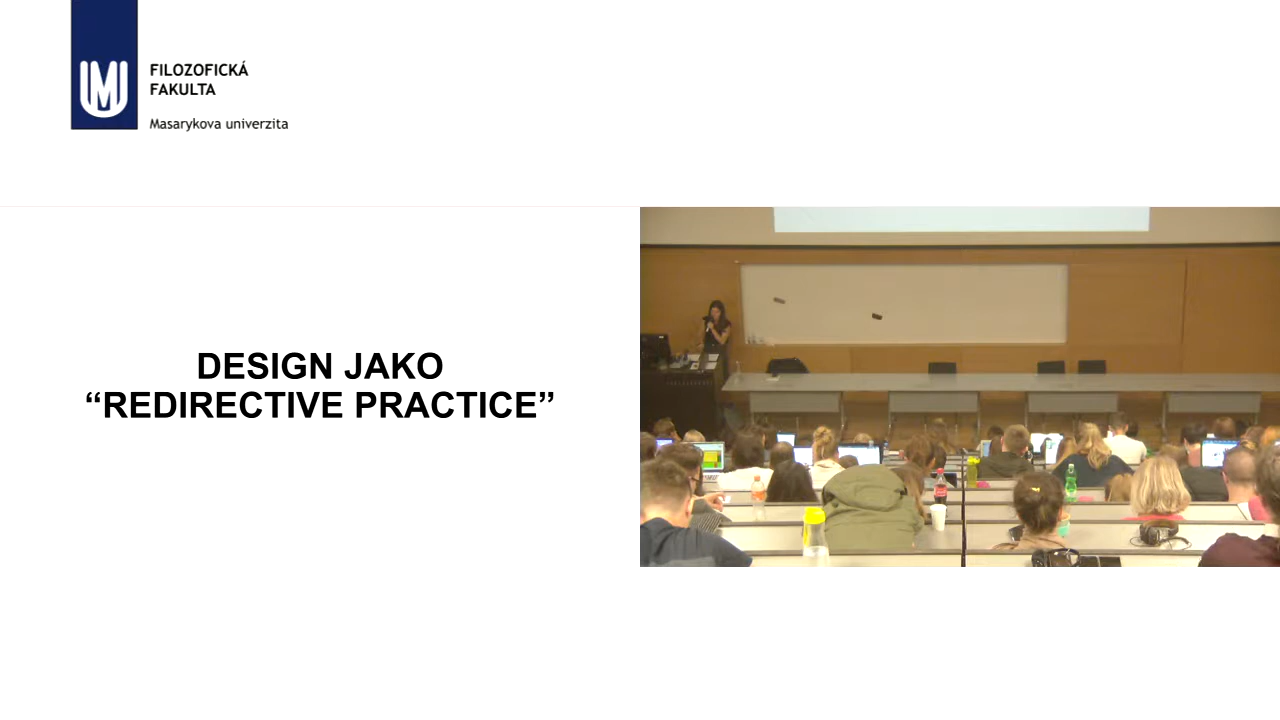 FILOZOFICKÁ
FAKULTA
Masarykova univerzita
DESIGN JAKO
“REDIRECTIVE PRACTICE”